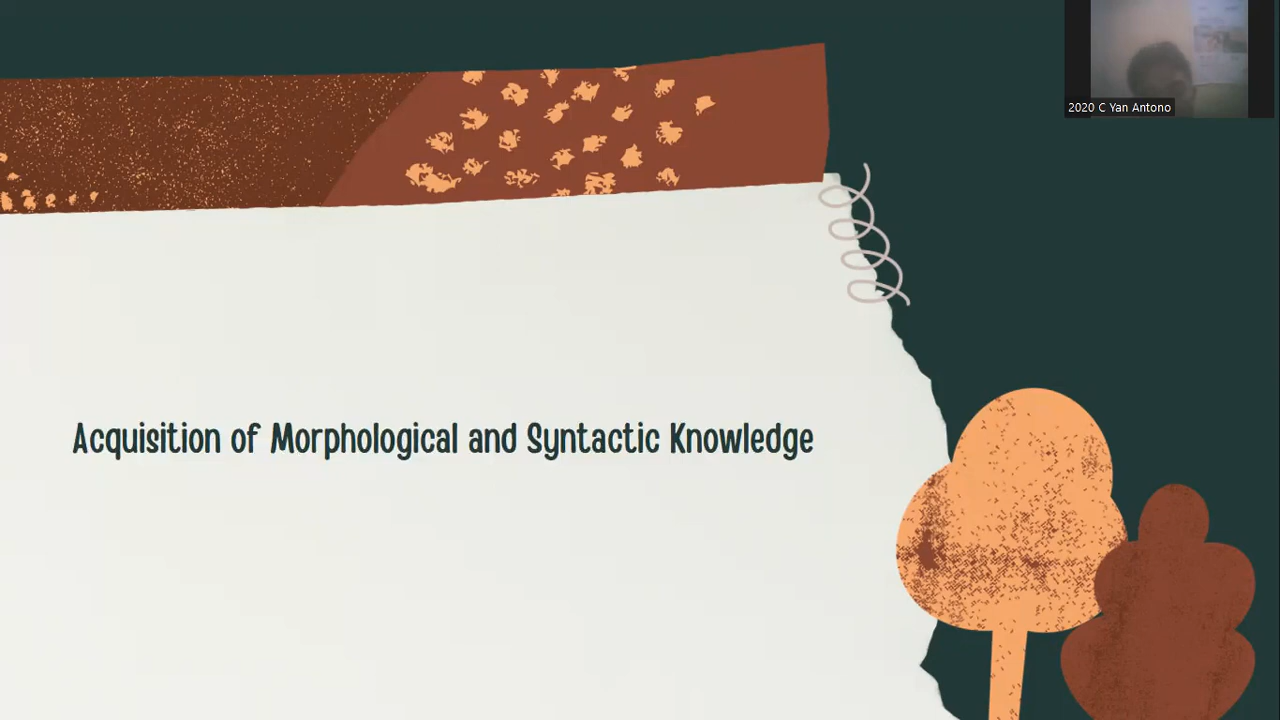 2020 C Yan Antono
Acquisition of Morphological and Syntactic Knowledge